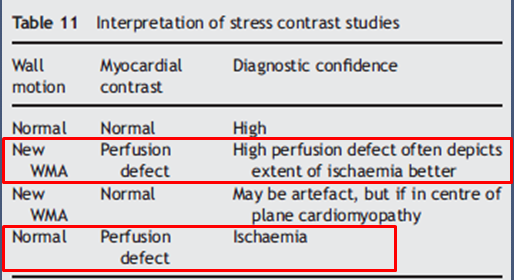 Table 11 Interpretation of stress contrast studies
Wall Myocardial Diagnostic confidence
motion contrast
Normal Normal High
New Perfusion High perfusion defect often depicts
WMA defect extent of ischaemia better
New Normal May be artefact, but if in centre of
WMA plane cardiomyopathy
Normal Perfusion Ischaemia
defect